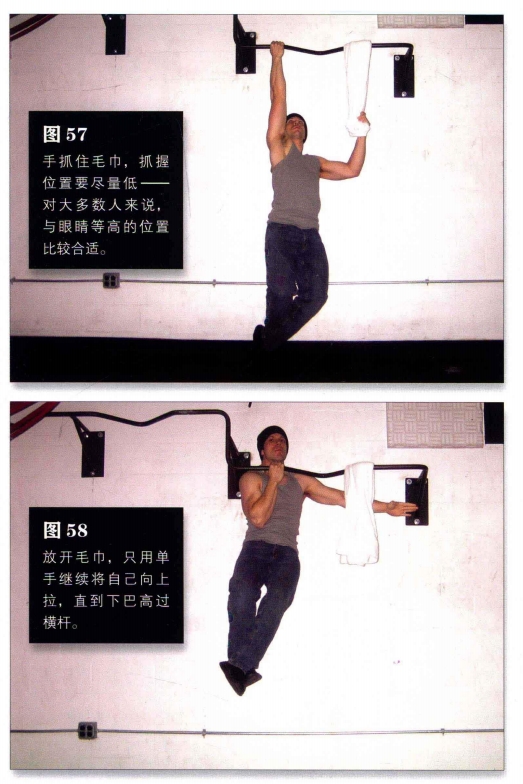 图 57
手抓住毛巾，抓握
位置要尽量低——
对大多数人来说，
与眼睛等高的位置
比较合适。
图 58
放开毛巾，只用单
手继续将自己向上
拉，直到下巴高过
横杆。